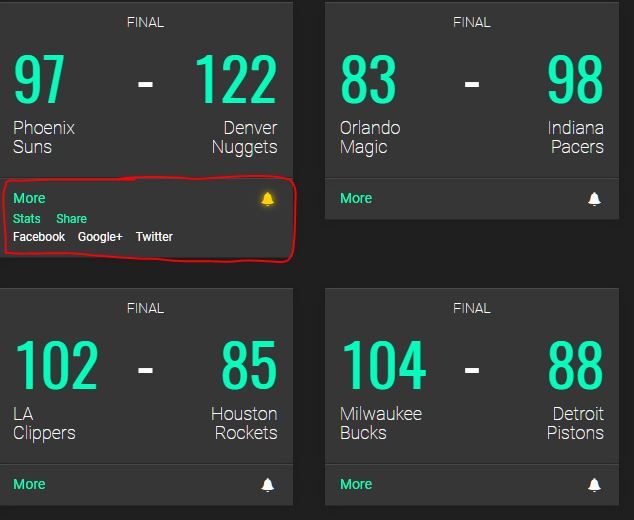 FINAL
97 - 122
Phoenix Suns
Denver Nuggets
More
Stats Share
Facebook Google+ Twitter
FINAL
83 - 98
Orlando Magic
Indiana Pacers
More
FINAL
102 - 85
LA Clippers
Houston Rockets
More
FINAL
104 - 88
Milwaukee Bucks
Detroit Pistons
More